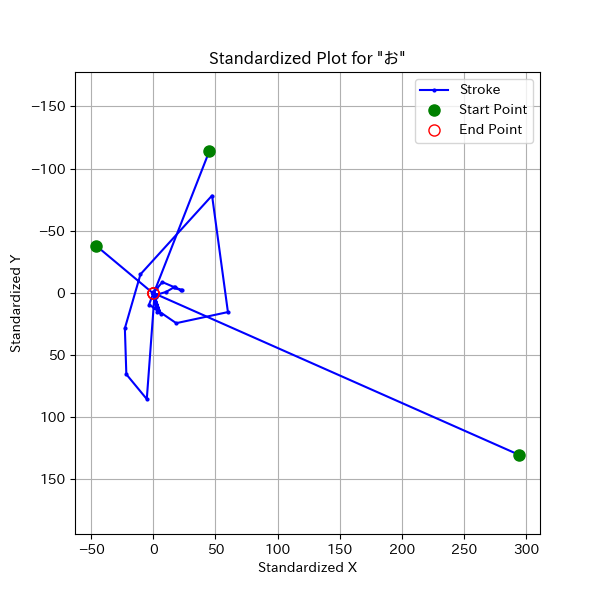 Standardized Plot for "お"
Stroke
Start Point
End Point
Standardized Y
−150
−100
−50
0
50
100
150
−50 0 50 100 150 200 250 300
Standardized X